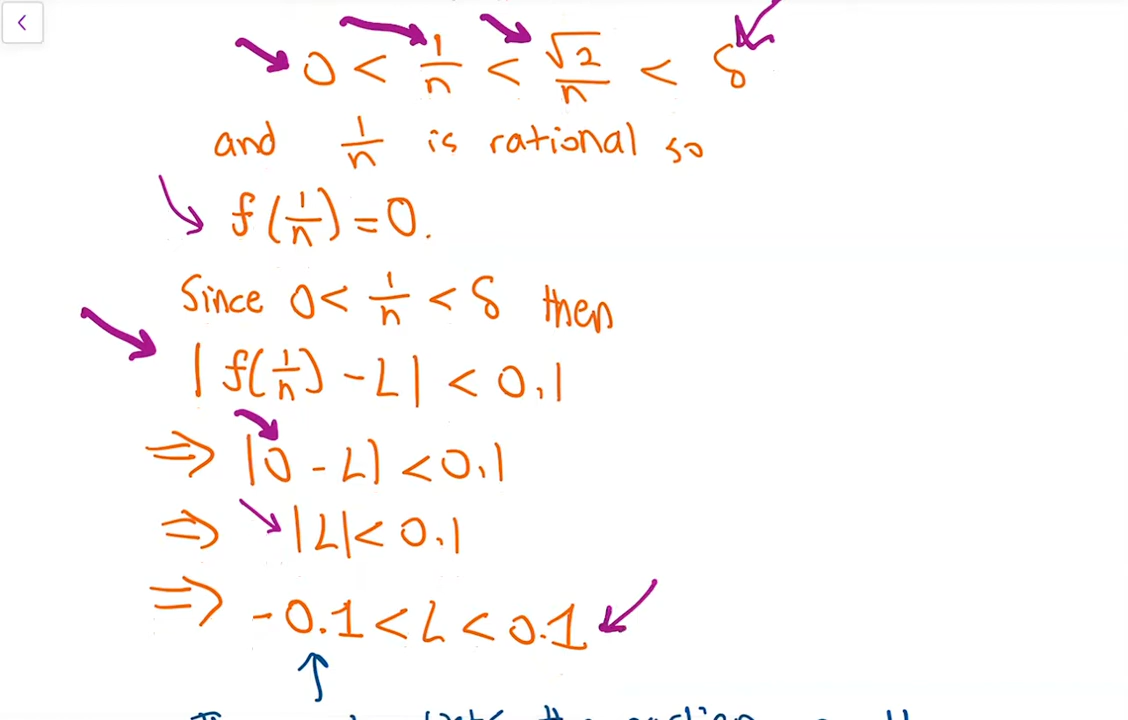 0 < 1/n < √2/n < δ
and 1/n is rational so
f(1/n) = 0.
Since 0 < 1/n < δ then
|f(1/n) - L| < 0.1
⇒ |0 - L| < 0.1
⇒ |L| < 0.1
⇒ -0.1 < L < 0.1